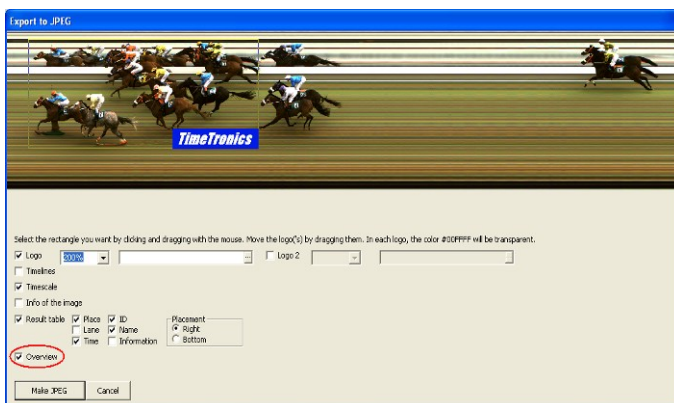 Export to JPEG
TimeTronics
Select the rectangle you want by clicking and dragging with the mouse. Move the logo('s) by dragging them. In each logo, the color #00FFFF will be transparent.
Logo 200% ... Logo 2
Timelines
Timescale
Info of the image
Result table Place ID Placement
Lane Name Right
Time Information Bottom
Overview
Make JPEG Cancel